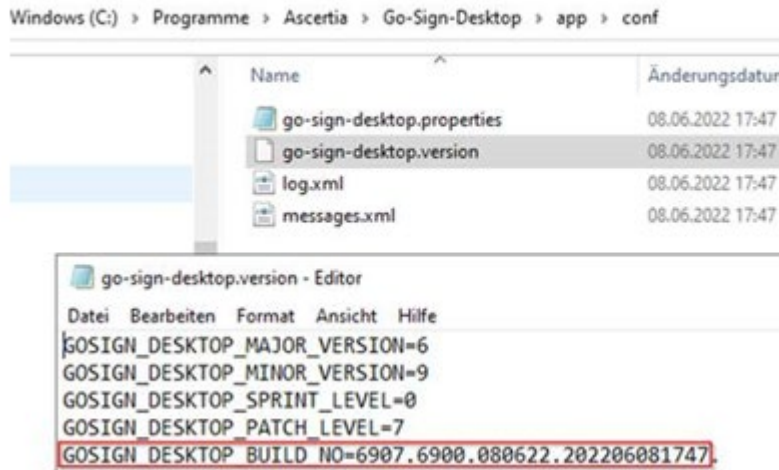 Windows (C:) › Programme › Ascertia › Go-Sign-Desktop › app › conf
Name Änderungsdatum
go-sign-desktop.properties 08.06.2022 17:47
go-sign-desktop.version 08.06.2022 17:47
log.xml 08.06.2022 17:47
messages.xml 08.06.2022 17:47
go-sign-desktop.version - Editor
Datei Bearbeiten Format Ansicht Hilfe
GOSIGN_DESKTOP_MAJOR_VERSION=6
GOSIGN_DESKTOP_MINOR_VERSION=9
GOSIGN_DESKTOP_SPRINT_LEVEL=0
GOSIGN_DESKTOP_PATCH_LEVEL=7
GOSIGN_DESKTOP_BUILD_NO=6907.6900.080622.202206081747.